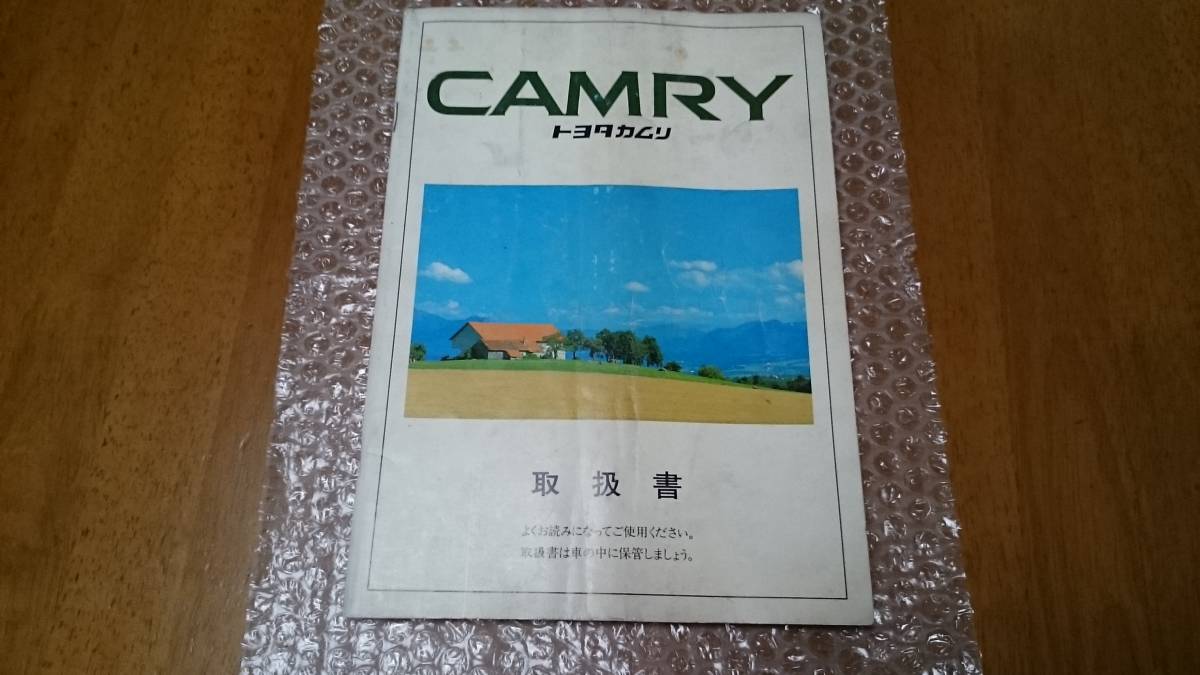 CAMRY
トヨタカムリ
取扱書
よくお読みになってご使用ください。
取扱書は車の中に保管しましょう。